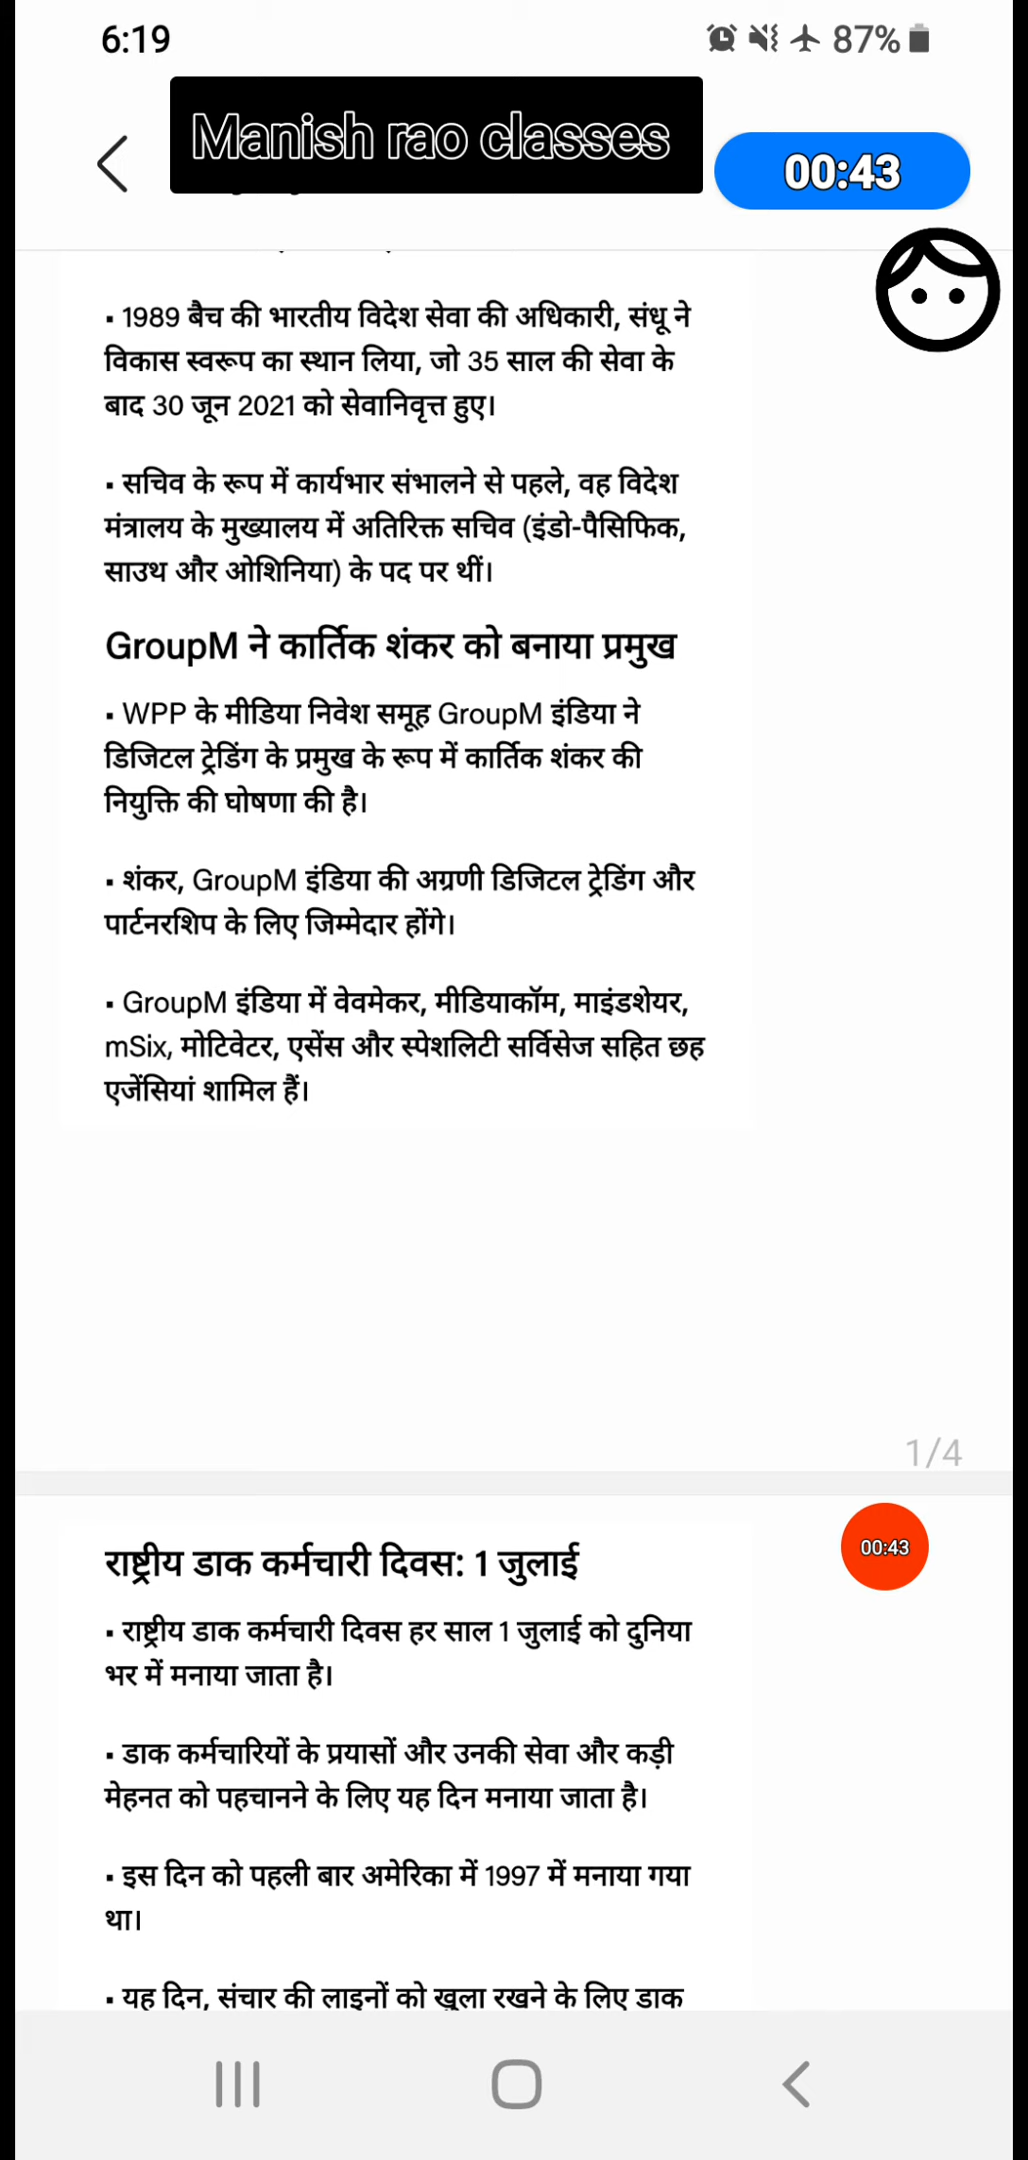 6:19
87%
Manish rao classes
00:43
▪ 1989 बैच की भारतीय विदेश सेवा की अधिकारी, संधू ने
विकास स्वरूप का स्थान लिया, जो 35 साल की सेवा के
बाद 30 जून 2021 को सेवानिवृत्त हुए।
▪ सचिव के रूप में कार्यभार संभालने से पहले, वह विदेश
मंत्रालय के मुख्यालय में अतिरिक्त सचिव (इंडो-पैसिफिक,
साउथ और ओशिनिया) के पद पर थीं।
GroupM ने कार्तिक शंकर को बनाया प्रमुख
▪ WPP के मीडिया निवेश समूह GroupM इंडिया ने
डिजिटल ट्रेडिंग के प्रमुख के रूप में कार्तिक शंकर की
नियुक्ति की घोषणा की है।
▪ शंकर, GroupM इंडिया की अग्रणी डिजिटल ट्रेडिंग और
पार्टनरशिप के लिए जिम्मेदार होंगे।
▪ GroupM इंडिया में वेवमेकर, मीडियाकॉम, माइंडशेयर,
mSix, मोटिवेटर, एसेंस और स्पेशलिटी सर्विसेज सहित छह
एजेंसियां शामिल हैं।
1/4
राष्ट्रीय डाक कर्मचारी दिवस: 1 जुलाई
00:43
▪ राष्ट्रीय डाक कर्मचारी दिवस हर साल 1 जुलाई को दुनिया
भर में मनाया जाता है।
▪ डाक कर्मचारियों के प्रयासों और उनकी सेवा और कड़ी
मेहनत को पहचानने के लिए यह दिन मनाया जाता है।
▪ इस दिन को पहली बार अमेरिका में 1997 में मनाया गया
था।
▪ यह दिन, संचार की लाइनों को खुला रखने के लिए डाक